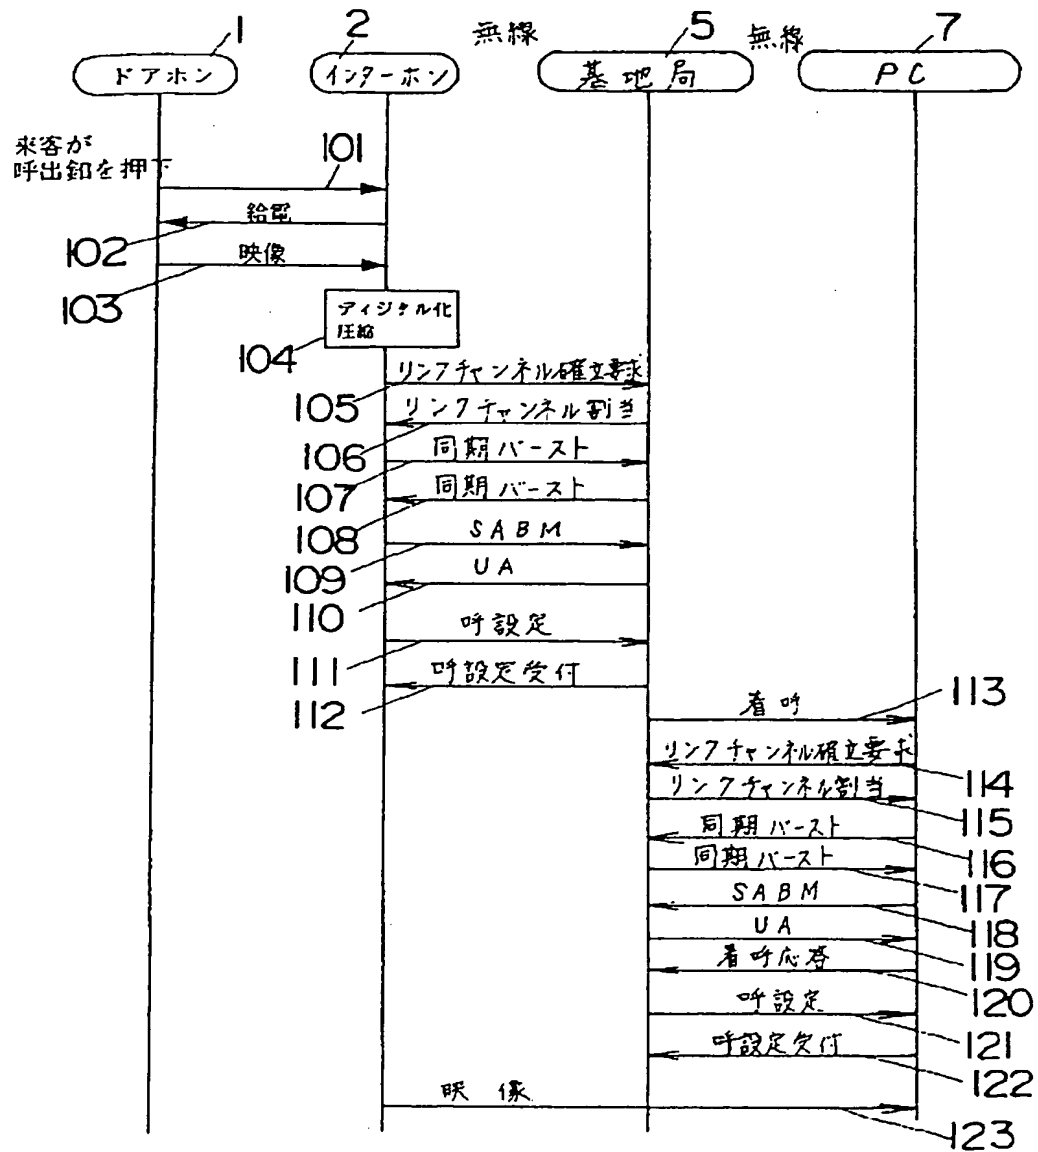 1
2
無線
5
無線
7
ドアホン
インターホン
基地局
PC
来客が
呼出釦を押下
101
給電
102
映像
103
ディジタル化
圧縮
104
リンクチャンネル確立要求
105
リンクチャンネル割当
106
同期バースト
107
同期バースト
108
SABM
109
UA
110
呼設定
111
呼設定受付
112
着呼
113
リンクチャンネル確立要求
114
リンクチャンネル割当
115
同期バースト
116
同期バースト
117
SABM
118
UA
119
着呼応答
120
呼設定
121
呼設定受付
122
映像
123